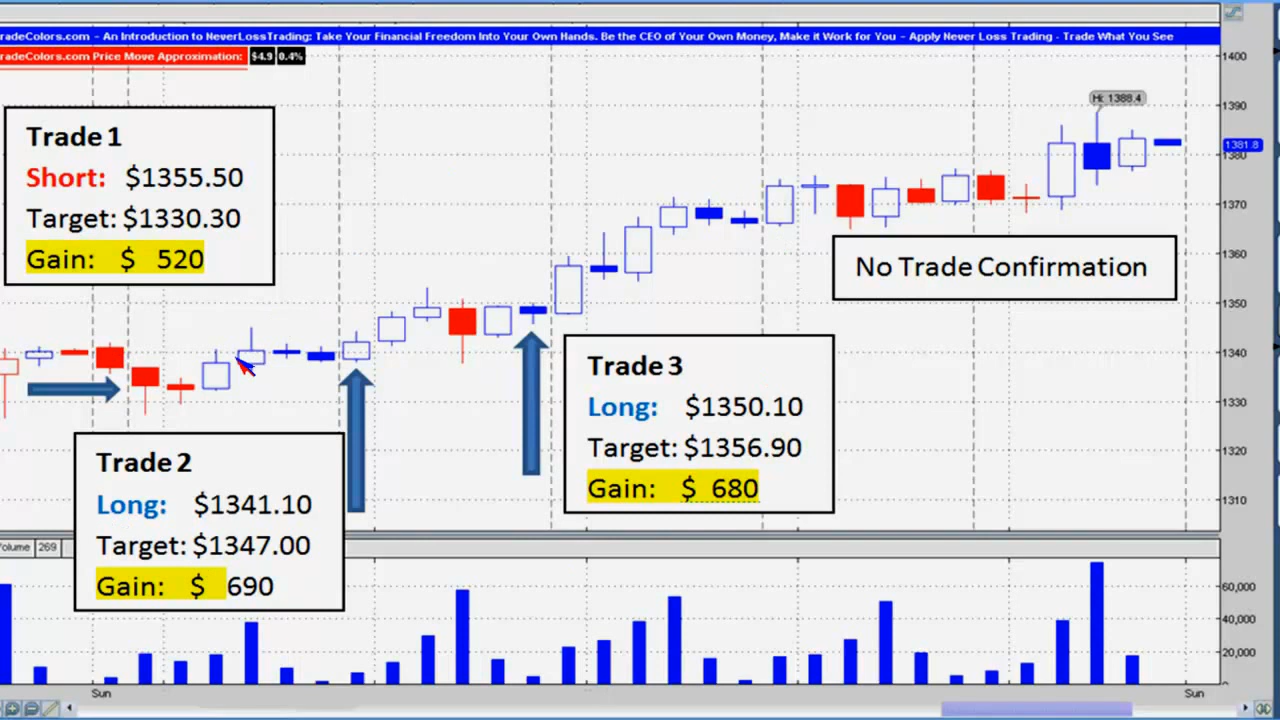 radeColors.com – An Introduction to NeverLossTrading: Take Your Financial Freedom Into Your Own Hands. Be the CEO of Your Own Money, Make it Work for You – Apply Never Loss Trading - Trade What You See
radeColors.com Price Move Approximation: $4.9 0.4%
1400
Hi: 1388.4
1390
1381.8
1380
1370
1360
1350
1340
1330
1320
1310
Trade 1
Short: $1355.50
Target: $1330.30
Gain: $ 520
No Trade Confirmation
Trade 3
Long: $1350.10
Target: $1356.90
Gain: $ 680
Trade 2
Long: $1341.10
Target: $1347.00
Gain: $ 690
olume 269
60,000
40,000
20,000
0
Sun Sun